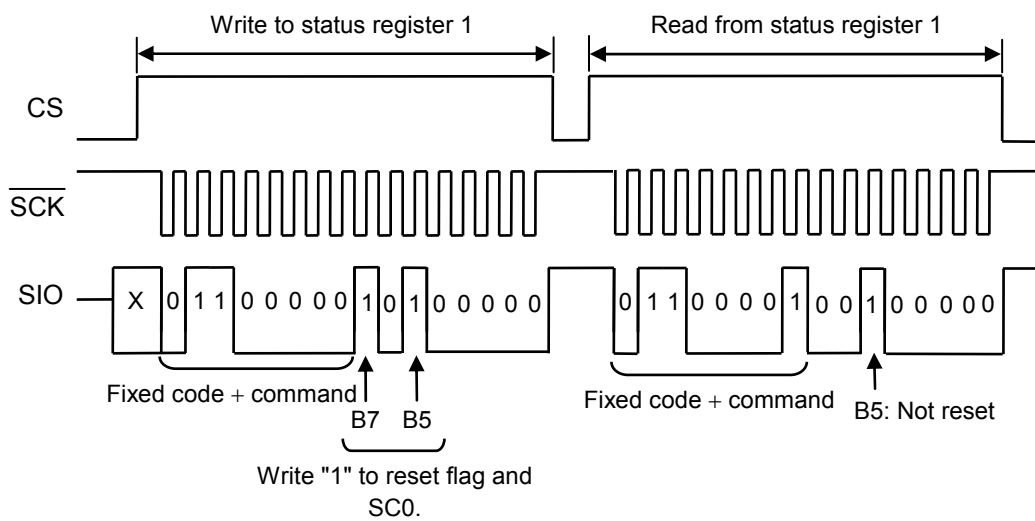 Write to status register 1
Read from status register 1
CS
SCK
SIO
X 0 1 1 0 0 0 0 0 1 0 1 0 0 0 0 0
0 1 1 0 0 0 0 1 0 0 1 0 0 0 0 0
Fixed code + command
B7 B5
Fixed code + command
B5: Not reset
Write "1" to reset flag and
SC0.